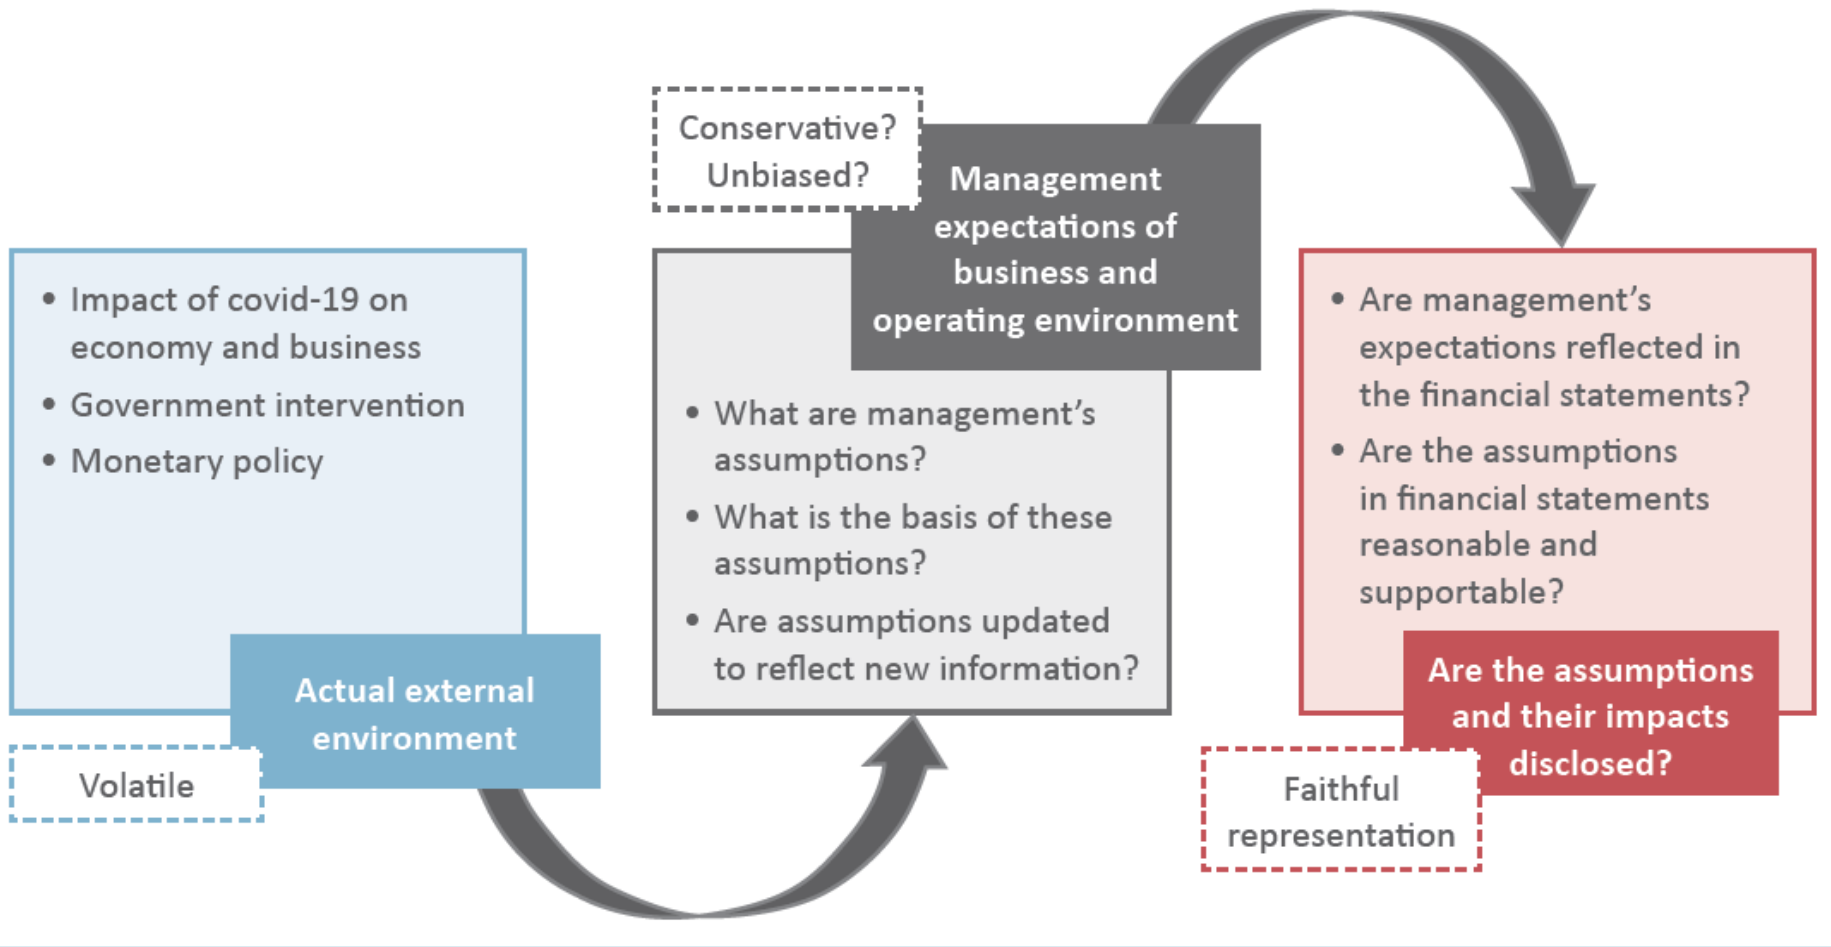 • Impact of covid-19 on
economy and business
• Government intervention
• Monetary policy
Actual external
environment
Volatile
Conservative?
Unbiased?
Management
expectations of
business and
operating environment
• What are management’s
assumptions?
• What is the basis of these
assumptions?
• Are assumptions updated
to reflect new information?
• Are management’s
expectations reflected in
the financial statements?
• Are the assumptions
in financial statements
reasonable and
supportable?
Are the assumptions
and their impacts
disclosed?
Faithful
representation